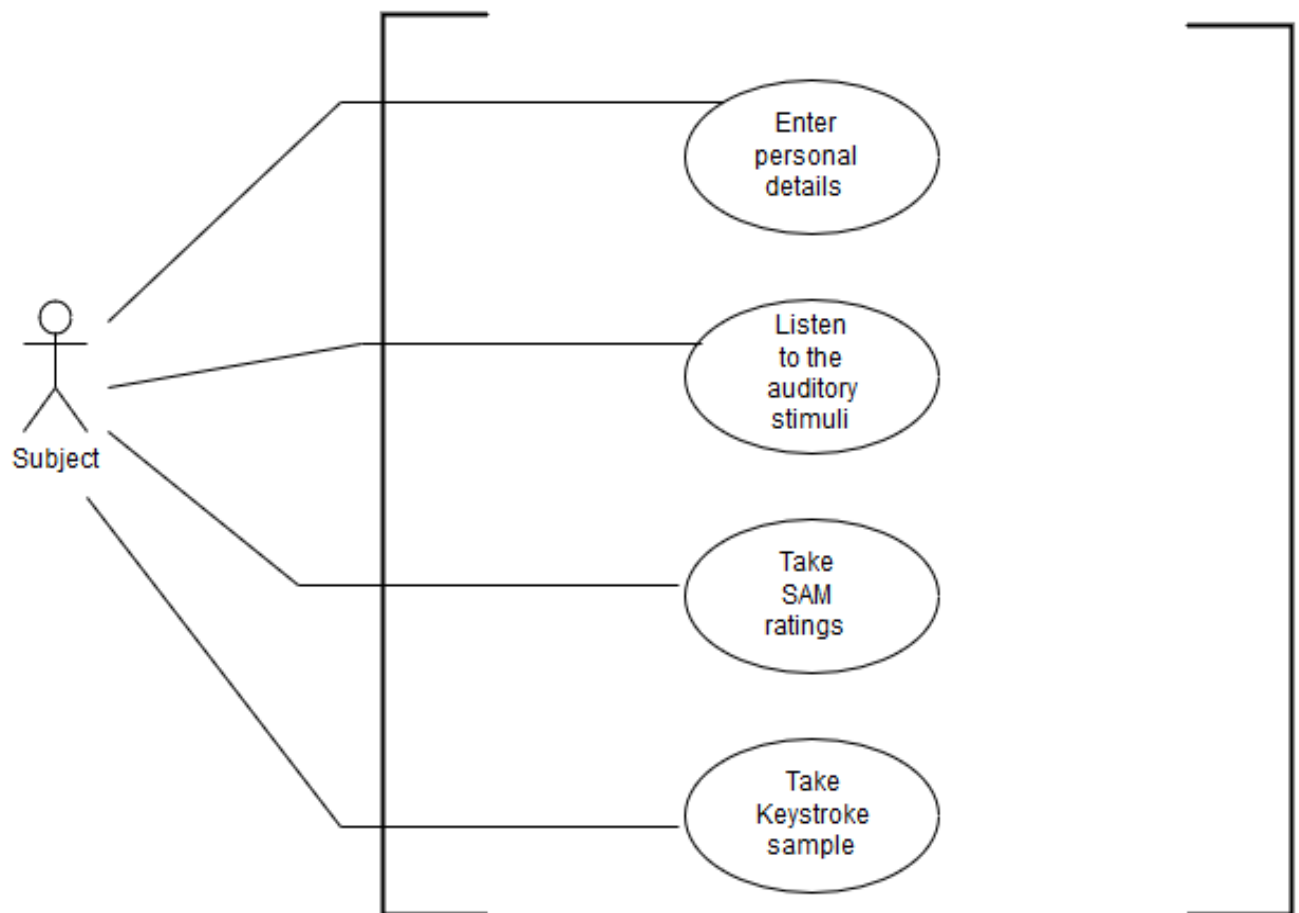 Enter
personal
details
Listen
to the
auditory
stimuli
Subject
Take
SAM
ratings
Take
Keystroke
sample